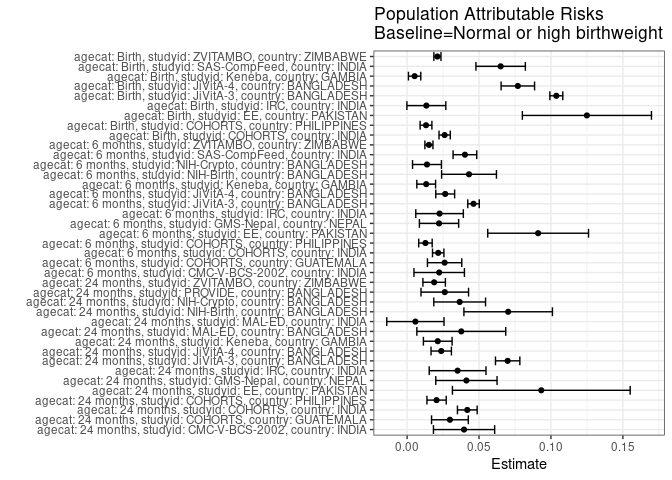 Population Attributable Risks
Baseline=Normal or high birthweight
agecat: Birth, studyid: ZVITAMBO, country: ZIMBABWE
agecat: Birth, studyid: SAS-CompFeed, country: INDIA
agecat: Birth, studyid: Keneba, country: GAMBIA
agecat: Birth, studyid: JiVitA-4, country: BANGLADESH
agecat: Birth, studyid: JiVitA-3, country: BANGLADESH
agecat: Birth, studyid: IRC, country: INDIA
agecat: Birth, studyid: EE, country: PAKISTAN
agecat: Birth, studyid: COHORTS, country: PHILIPPINES
agecat: Birth, studyid: COHORTS, country: INDIA
agecat: 6 months, studyid: ZVITAMBO, country: ZIMBABWE
agecat: 6 months, studyid: SAS-CompFeed, country: INDIA
agecat: 6 months, studyid: NIH-Crypto, country: BANGLADESH
agecat: 6 months, studyid: NIH-Birth, country: BANGLADESH
agecat: 6 months, studyid: Keneba, country: GAMBIA
agecat: 6 months, studyid: JiVitA-4, country: BANGLADESH
agecat: 6 months, studyid: JiVitA-3, country: BANGLADESH
agecat: 6 months, studyid: IRC, country: INDIA
agecat: 6 months, studyid: GMS-Nepal, country: NEPAL
agecat: 6 months, studyid: EE, country: PAKISTAN
agecat: 6 months, studyid: COHORTS, country: PHILIPPINES
agecat: 6 months, studyid: COHORTS, country: INDIA
agecat: 6 months, studyid: COHORTS, country: GUATEMALA
agecat: 6 months, studyid: CMC-V-BCS-2002, country: INDIA
agecat: 24 months, studyid: ZVITAMBO, country: ZIMBABWE
agecat: 24 months, studyid: PROVIDE, country: BANGLADESH
agecat: 24 months, studyid: NIH-Crypto, country: BANGLADESH
agecat: 24 months, studyid: NIH-Birth, country: BANGLADESH
agecat: 24 months, studyid: MAL-ED, country: INDIA
agecat: 24 months, studyid: MAL-ED, country: BANGLADESH
agecat: 24 months, studyid: Keneba, country: GAMBIA
agecat: 24 months, studyid: JiVitA-4, country: BANGLADESH
agecat: 24 months, studyid: JiVitA-3, country: BANGLADESH
agecat: 24 months, studyid: IRC, country: INDIA
agecat: 24 months, studyid: GMS-Nepal, country: NEPAL
agecat: 24 months, studyid: EE, country: PAKISTAN
agecat: 24 months, studyid: COHORTS, country: PHILIPPINES
agecat: 24 months, studyid: COHORTS, country: INDIA
agecat: 24 months, studyid: COHORTS, country: GUATEMALA
agecat: 24 months, studyid: CMC-V-BCS-2002, country: INDIA
0.00 0.05 0.10 0.15
Estimate